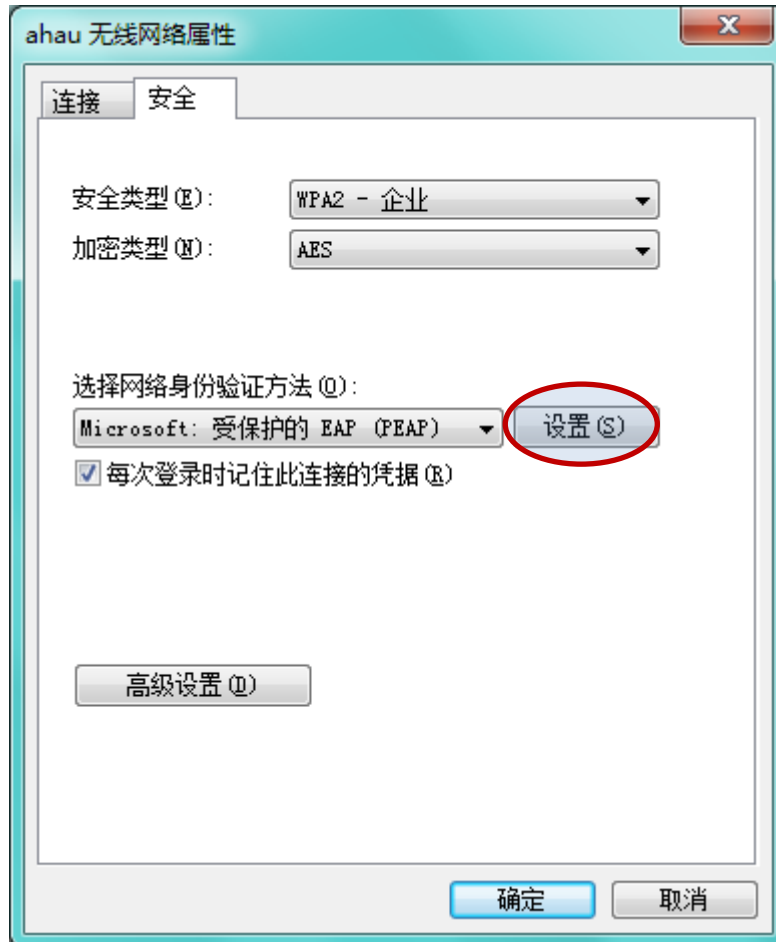 ahau 无线网络属性
连接 安全
安全类型(E): WPA2 - 企业
加密类型(N): AES
选择网络身份验证方法(O):
Microsoft: 受保护的 EAP (PEAP) 设置(S)
每次登录时记住此连接的凭据(R)
高级设置(D)
确定 取消